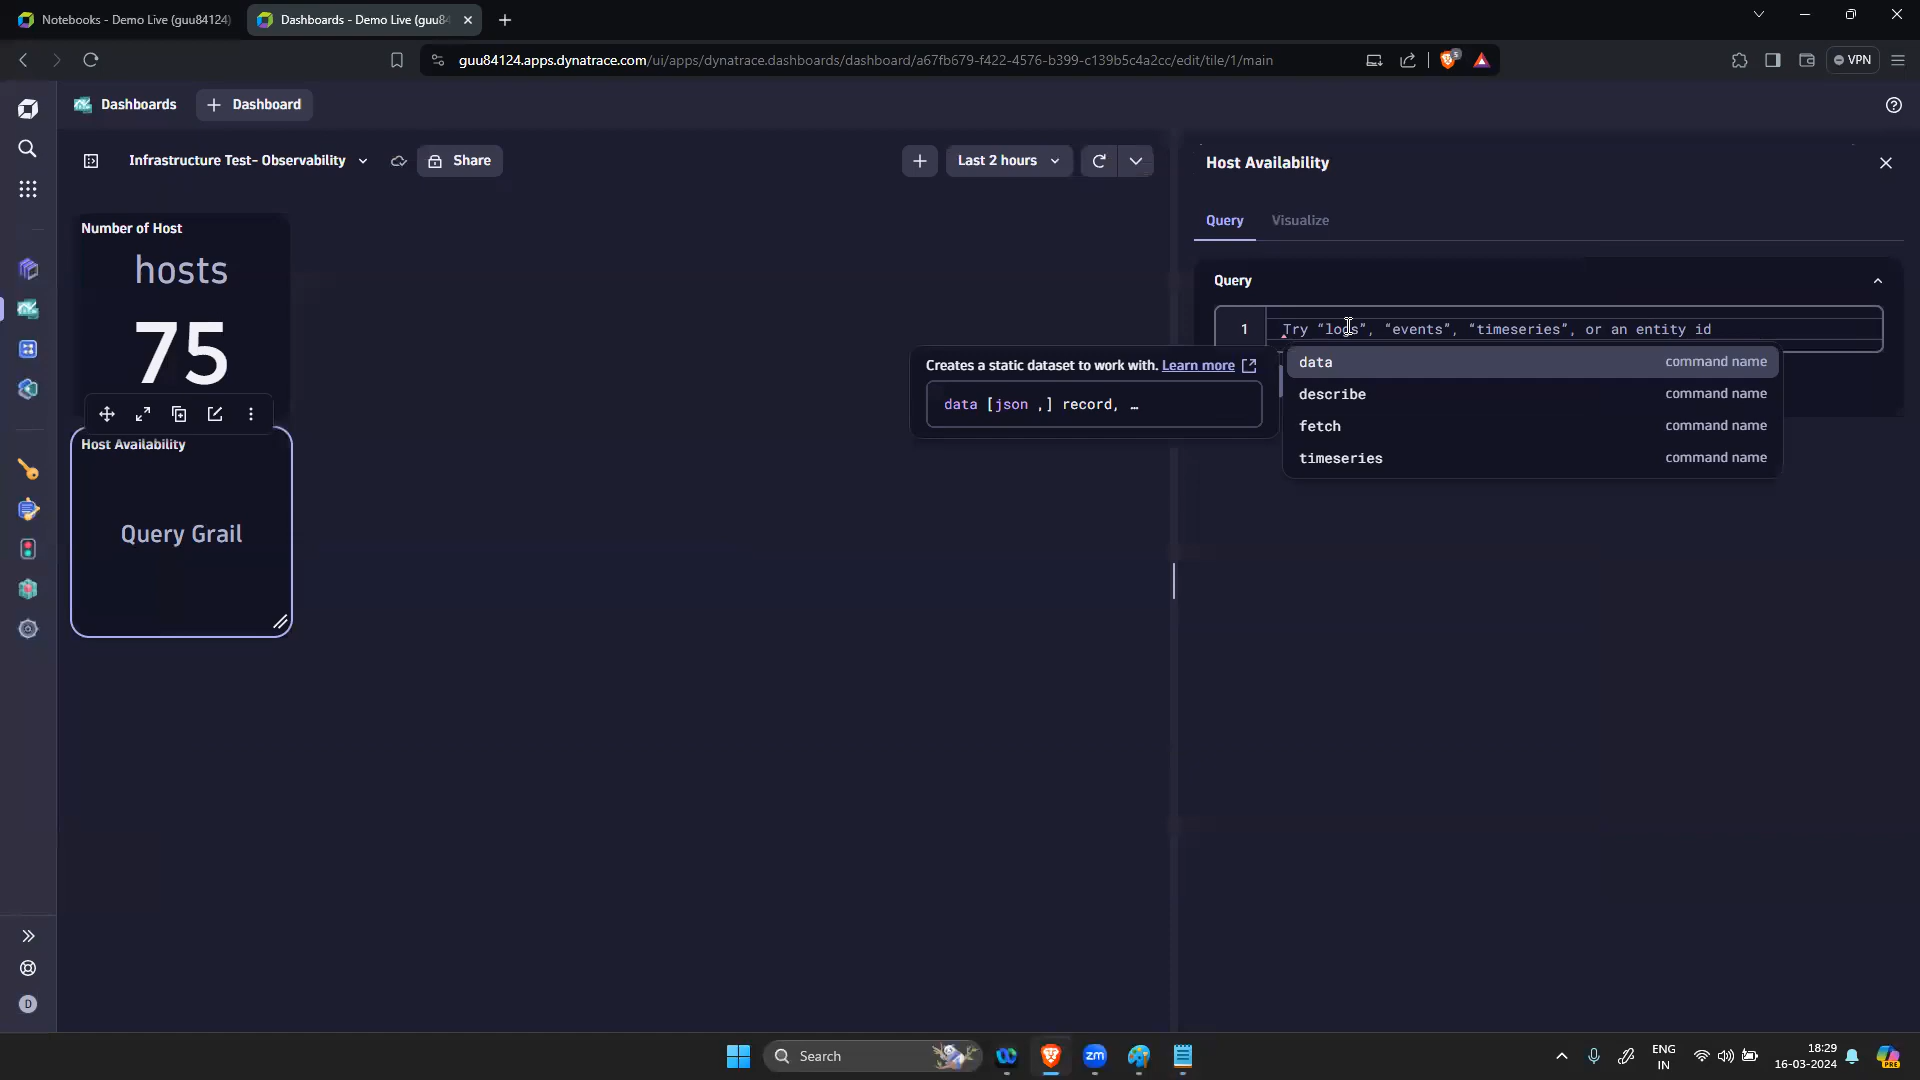 Notebooks - Demo Live (guu84124)
Dashboards - Demo Live (guu84
guu84124.apps.dynatrace.com/ui/apps/dynatrace.dashboards/dashboard/a67fb679-f422-4576-b399-c139b5c4a2cc/edit/tile/1/main
5
VPN
Dashboards
Dashboard
Infrastructure Test- Observability
Share
Last 2 hours
Host Availability
Query
Visualize
Number of Host
hosts
75
Query
1
Try “logs”, “events”, “timeseries”, or an entity id
Creates a static dataset to work with. Learn more
data [json ,] record, …
data command name
describe command name
fetch command name
timeseries command name
Host Availability
Query Grail
D
Search
zm
ENG
IN
18:29
16-03-2024
PRE